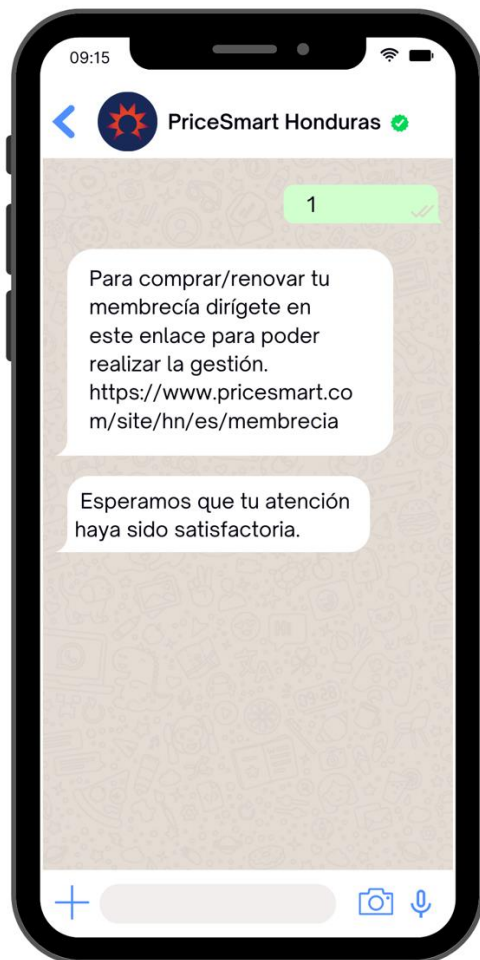 09:15
PriceSmart Honduras
1
Para comprar/renovar tu
membrecía dirígete en
este enlace para poder
realizar la gestión.
https://www.pricesmart.co
m/site/hn/es/membrecia
Esperamos que tu atención
haya sido satisfactoria.